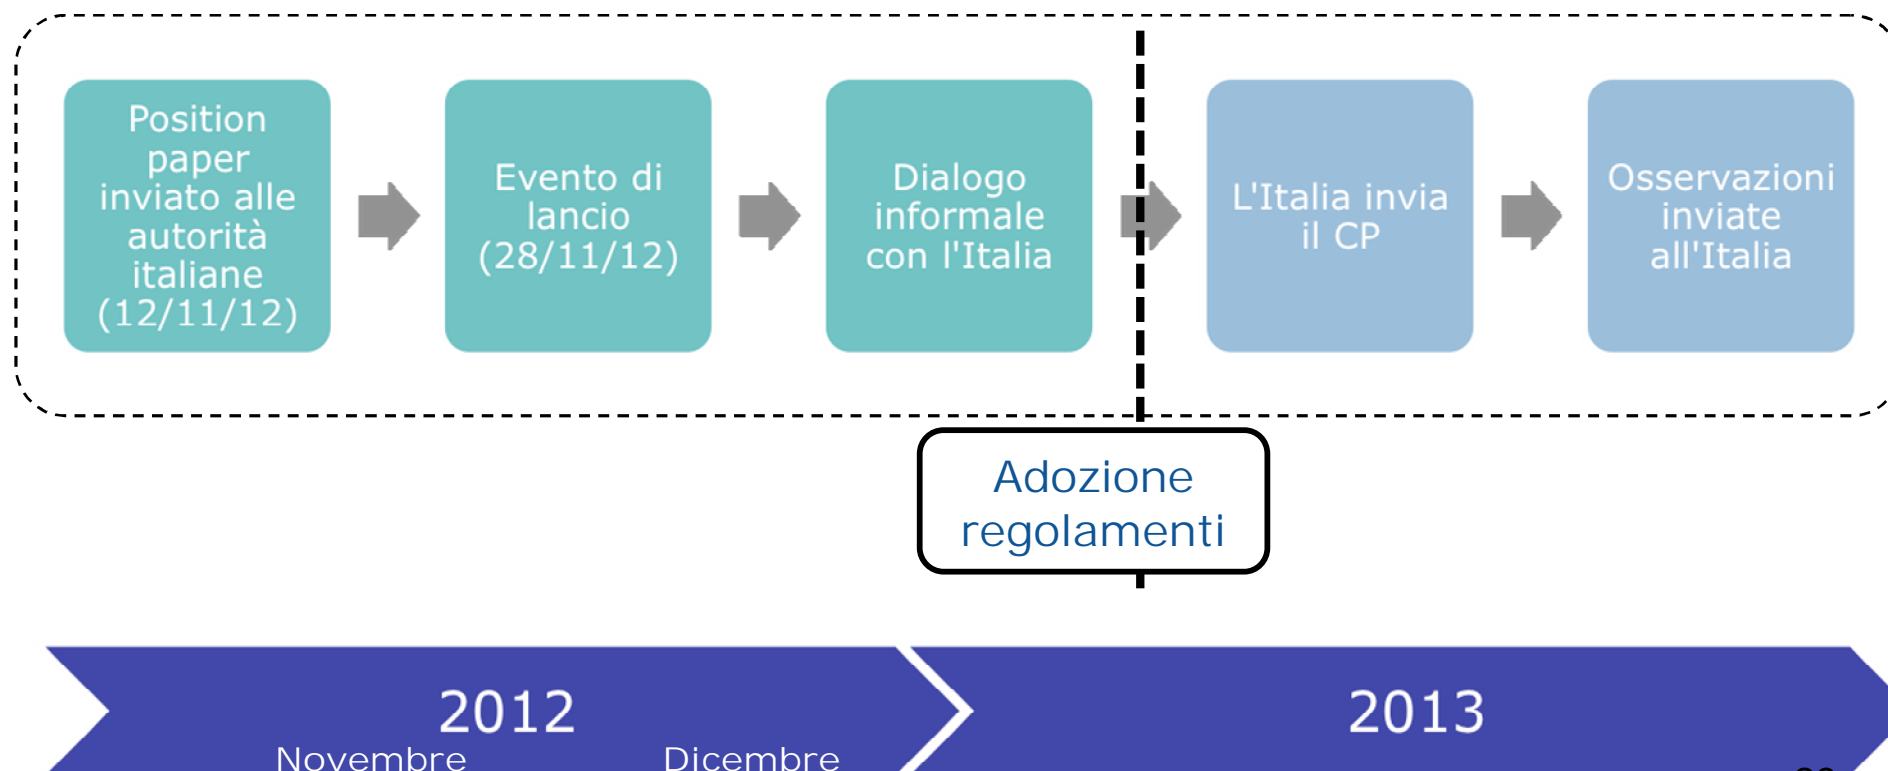 Position
paper
inviato alle
autorità
italiane
(12/11/12)
Evento di
lancio
(28/11/12)
Dialogo
informale
con l'Italia
L'Italia invia
il CP
Osservazioni
inviate
all'Italia
Adozione
regolamenti
2012
Novembre
Dicembre
2013